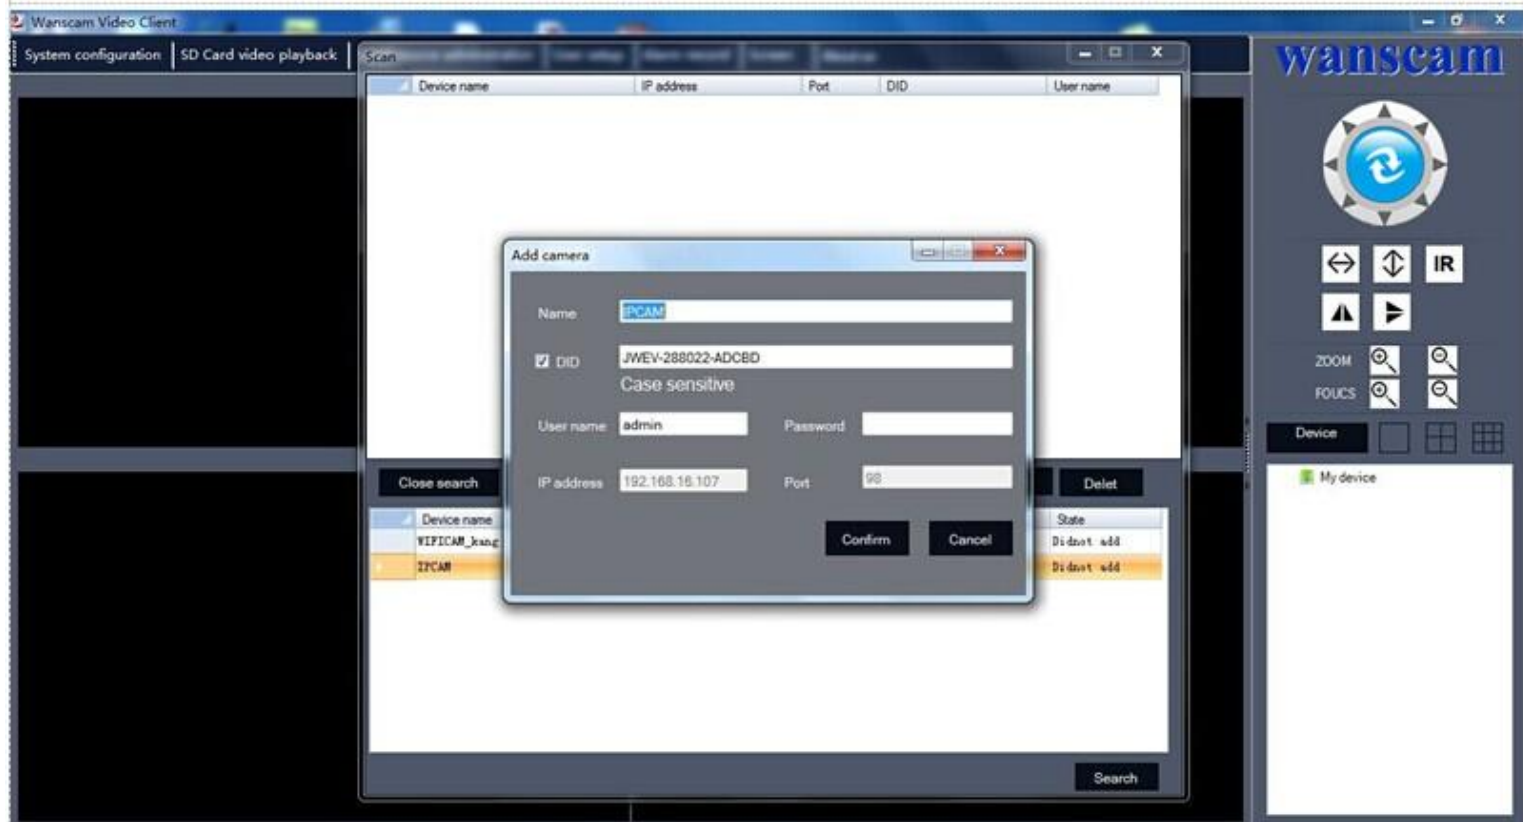 Wanscam Video Client
System configuration SD Card video playback
Scan
wanscam
Device name IP address Port DID User name
Add camera
Name IPCAM
DID JWEV-288022-ADCBD
Case sensitive
User name admin Password
IP address 192.168.16.107 Port 98
Confirm Cancel
Close search Delet
Device name State
WIFICAM_kang Didnot add
IPCAM Didnot add
Search
IR
ZOOM
FOUCS
Device
My device